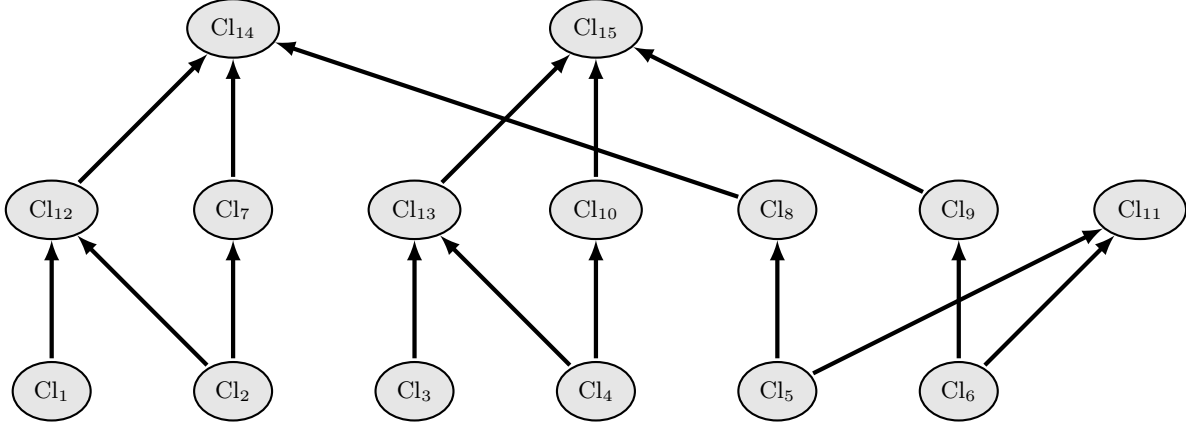 Cl₁₄ Cl₁₅
Cl₁₂ Cl₇ Cl₁₃ Cl₁₀ Cl₈ Cl₉ Cl₁₁
Cl₁ Cl₂ Cl₃ Cl₄ Cl₅ Cl₆